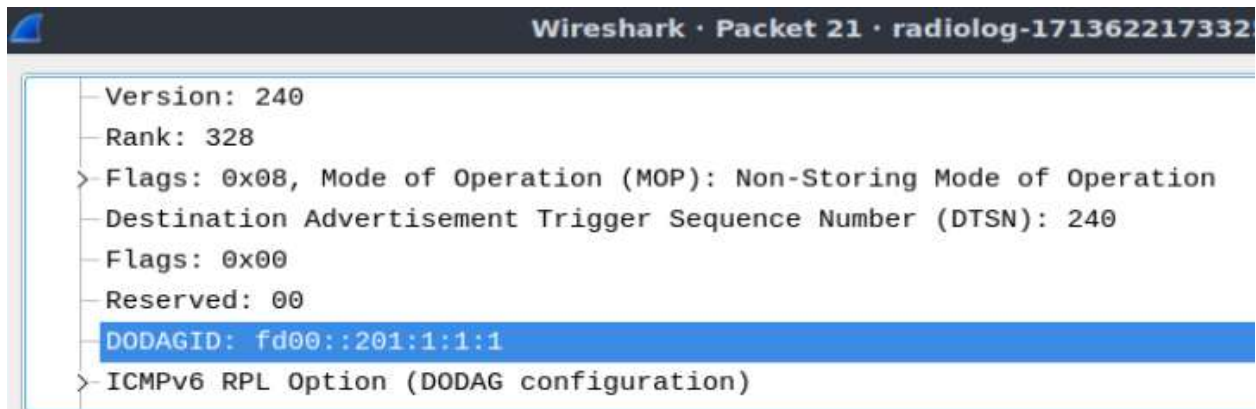 Wireshark · Packet 21 · radiolog-171362217332
Version: 240
Rank: 328
Flags: 0x08, Mode of Operation (MOP): Non-Storing Mode of Operation
Destination Advertisement Trigger Sequence Number (DTSN): 240
Flags: 0x00
Reserved: 00
DODAGID: fd00::201:1:1:1
ICMPv6 RPL Option (DODAG configuration)